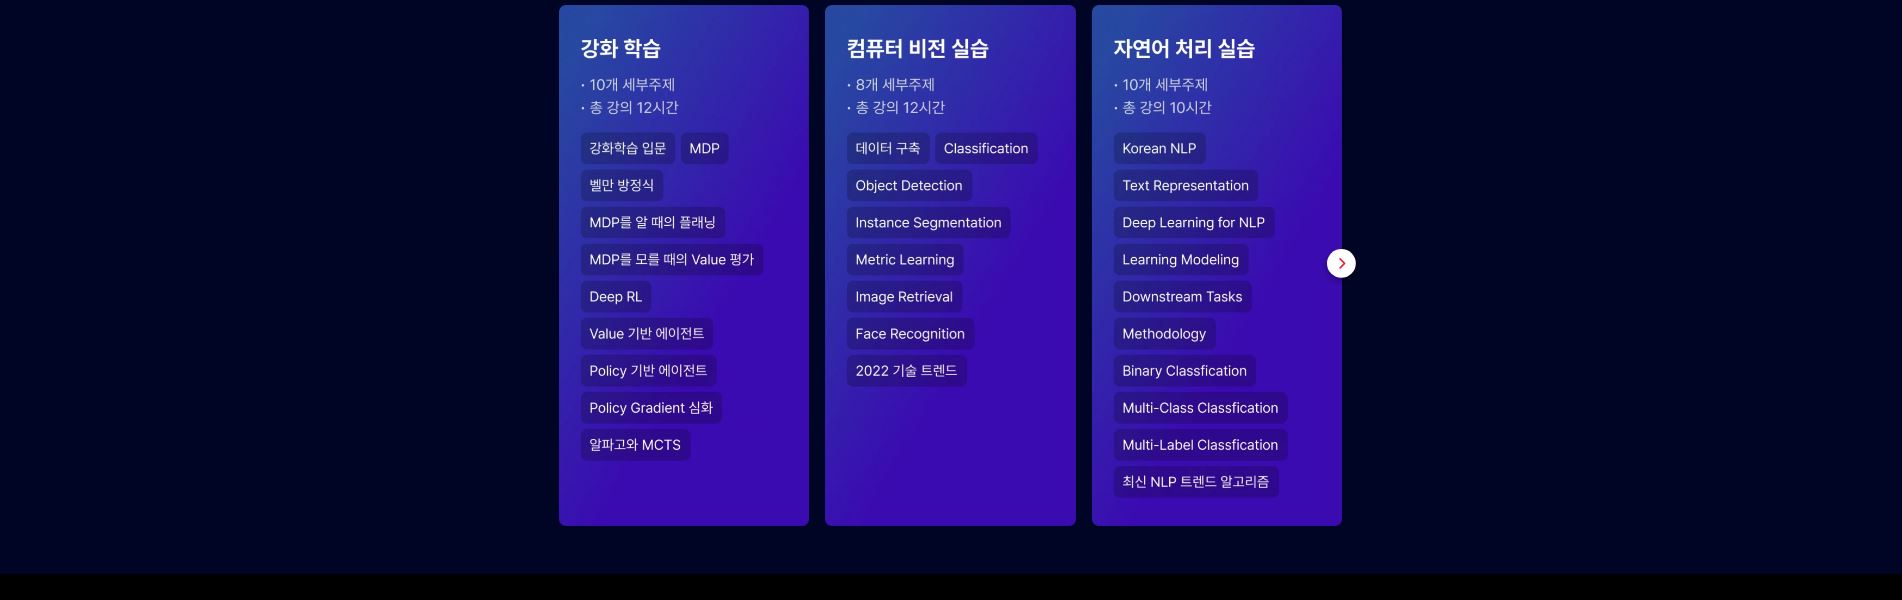 강화 학습
• 10개 세부주제
• 총 강의 12시간
강화학습 입문 MDP
벨만 방정식
MDP를 알 때의 플래닝
MDP를 모를 때의 Value 평가
Deep RL
Value 기반 에이전트
Policy 기반 에이전트
Policy Gradient 심화
알파고와 MCTS
컴퓨터 비전 실습
• 8개 세부주제
• 총 강의 12시간
데이터 구축 Classification
Object Detection
Instance Segmentation
Metric Learning
Image Retrieval
Face Recognition
2022 기술 트렌드
자연어 처리 실습
• 10개 세부주제
• 총 강의 10시간
Korean NLP
Text Representation
Deep Learning for NLP
Learning Modeling
Downstream Tasks
Methodology
Binary Classfication
Multi-Class Classfication
Multi-Label Classfication
최신 NLP 트렌드 알고리즘